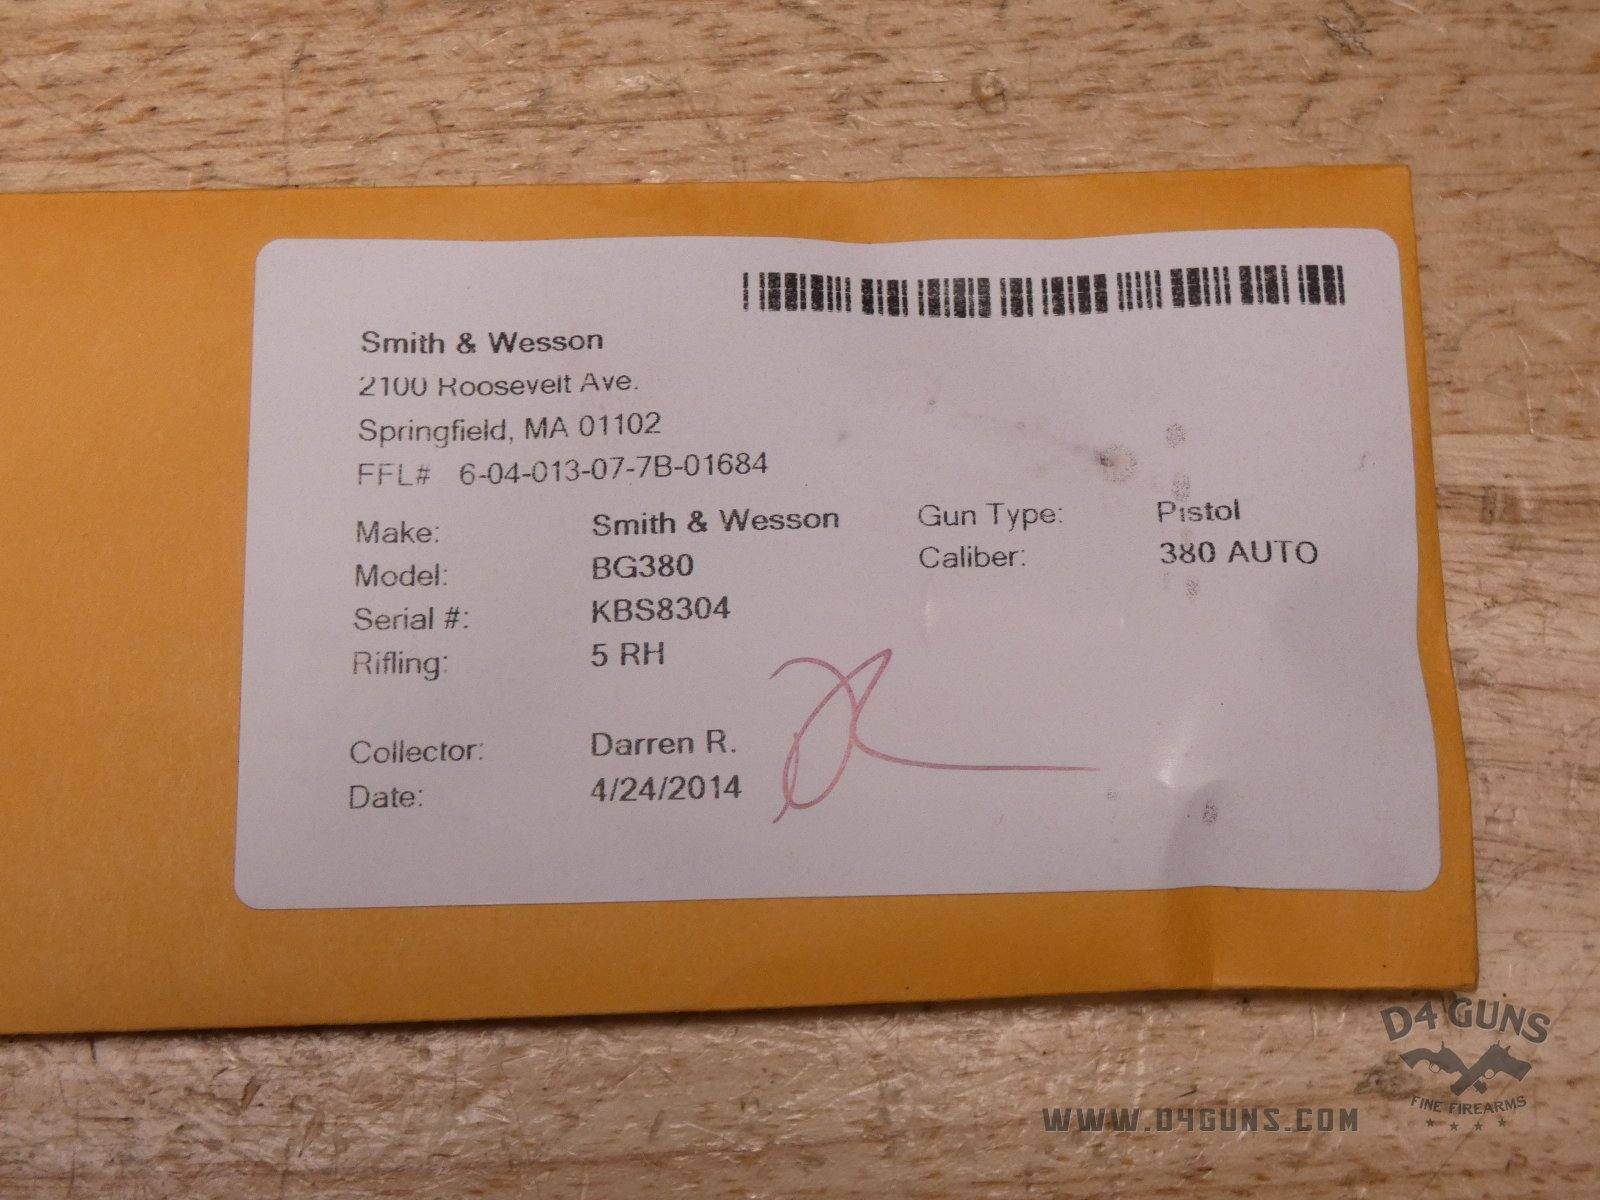 Smith & Wesson
2100 Roosevelt Ave.
Springfield, MA 01102
FFL# 6-04-013-07-7B-01684
Make: Smith & Wesson Gun Type: Pistol
Model: BG380 Caliber: 380 AUTO
Serial #: KBS8304
Rifling: 5 RH
Collector: Darren R.
Date: 4/24/2014
D4 GUNS
FINE FIREARMS
WWW.D4GUNS.COM